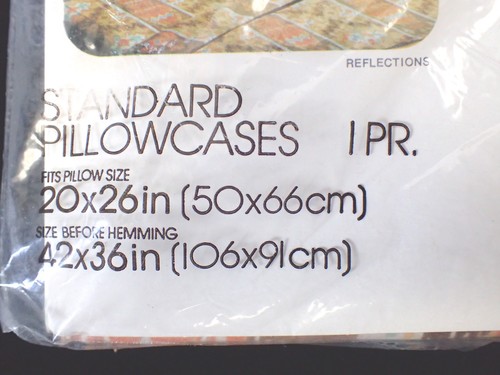 REFLECTIONS
STANDARD
PILLOWCASES 1 PR.
FITS PILLOW SIZE
20x26in (50x66cm)
SIZE BEFORE HEMMING
42x36in (106x91cm)